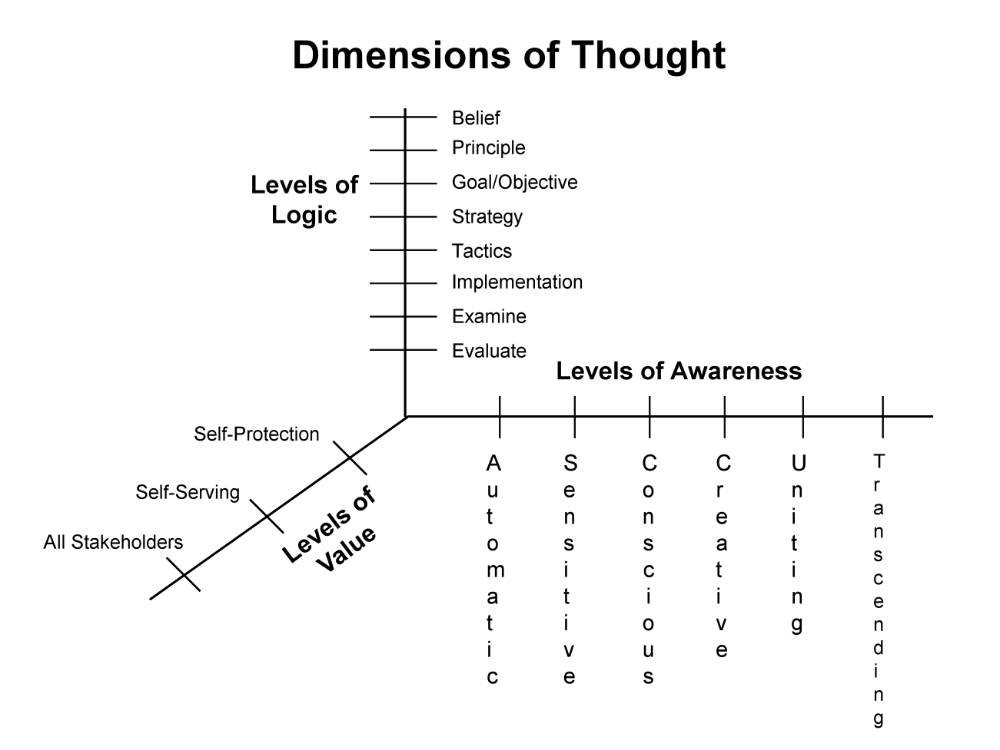 Dimensions of Thought
Belief
Principle
Levels of
Logic
Goal/Objective
Strategy
Tactics
Implementation
Examine
Evaluate
Levels of Awareness
Self-Protection
Self-Serving
All Stakeholders
Levels of
Value
Automatic
Sensitive
Conscious
Creative
Uniting
Transcending